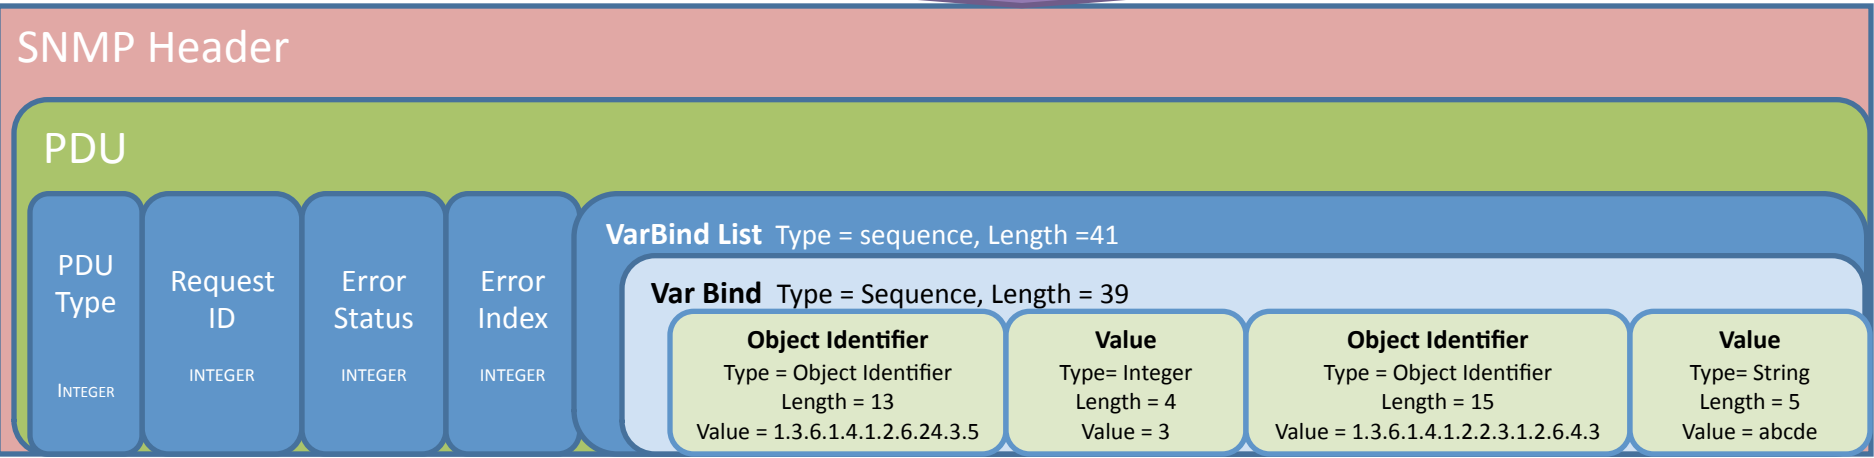 SNMP Header
PDU
PDU
Type
INTEGER
Request
ID
INTEGER
Error
Status
INTEGER
Error
Index
INTEGER
VarBind List Type = sequence, Length =41
Var Bind Type = Sequence, Length = 39
Object Identifier
Type = Object Identifier
Length = 13
Value = 1.3.6.1.4.1.2.6.24.3.5
Value
Type= Integer
Length = 4
Value = 3
Object Identifier
Type = Object Identifier
Length = 15
Value = 1.3.6.1.4.1.2.2.3.1.2.6.4.3
Value
Type= String
Length = 5
Value = abcde